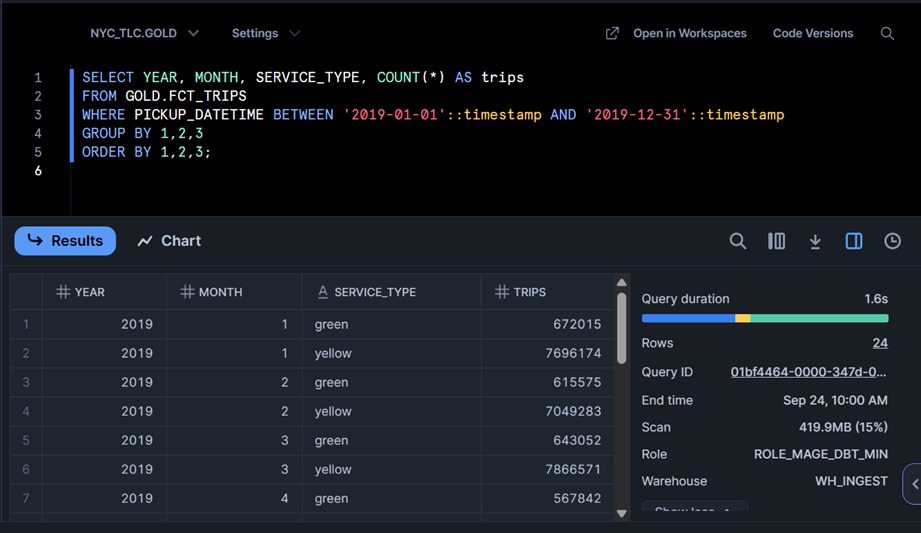 NYC_TLC.GOLD
Settings
Open in Workspaces
Code Versions
1 SELECT YEAR, MONTH, SERVICE_TYPE, COUNT(*) AS trips
2 FROM GOLD.FCT_TRIPS
3 WHERE PICKUP_DATETIME BETWEEN '2019-01-01'::timestamp AND '2019-12-31'::timestamp
4 GROUP BY 1,2,3
5 ORDER BY 1,2,3;
6
Results
Chart
YEAR MONTH SERVICE_TYPE TRIPS
1 2019 1 green 672015
2 2019 1 yellow 7696174
3 2019 2 green 615575
4 2019 2 yellow 7049283
5 2019 3 green 643052
6 2019 3 yellow 7866571
7 2019 4 green 567842
Query duration 1.6s
Rows 24
Query ID 01bf4464-0000-347d-0...
End time Sep 24, 10:00 AM
Scan 419.9MB (15%)
Role ROLE_MAGE_DBT_MIN
Warehouse WH_INGEST
Show less